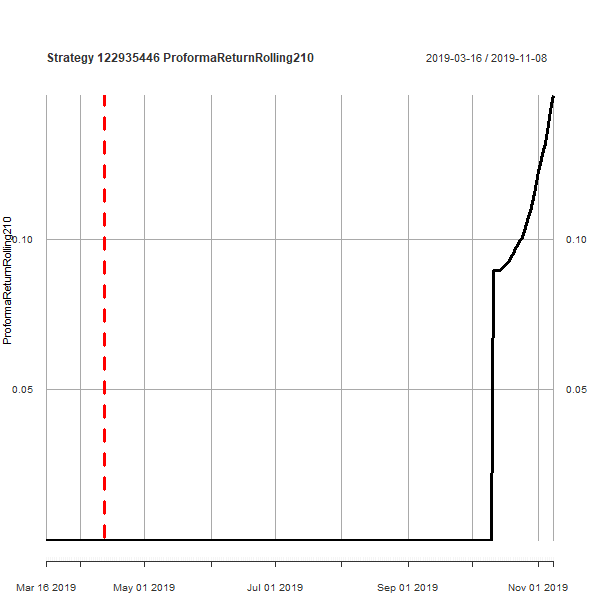 Strategy 122935446 ProformaReturnRolling210
2019-03-16 / 2019-11-08
ProformaReturnRolling210
0.10
0.10
0.05
0.05
Mar 16 2019
May 01 2019
Jul 01 2019
Sep 01 2019
Nov 01 2019